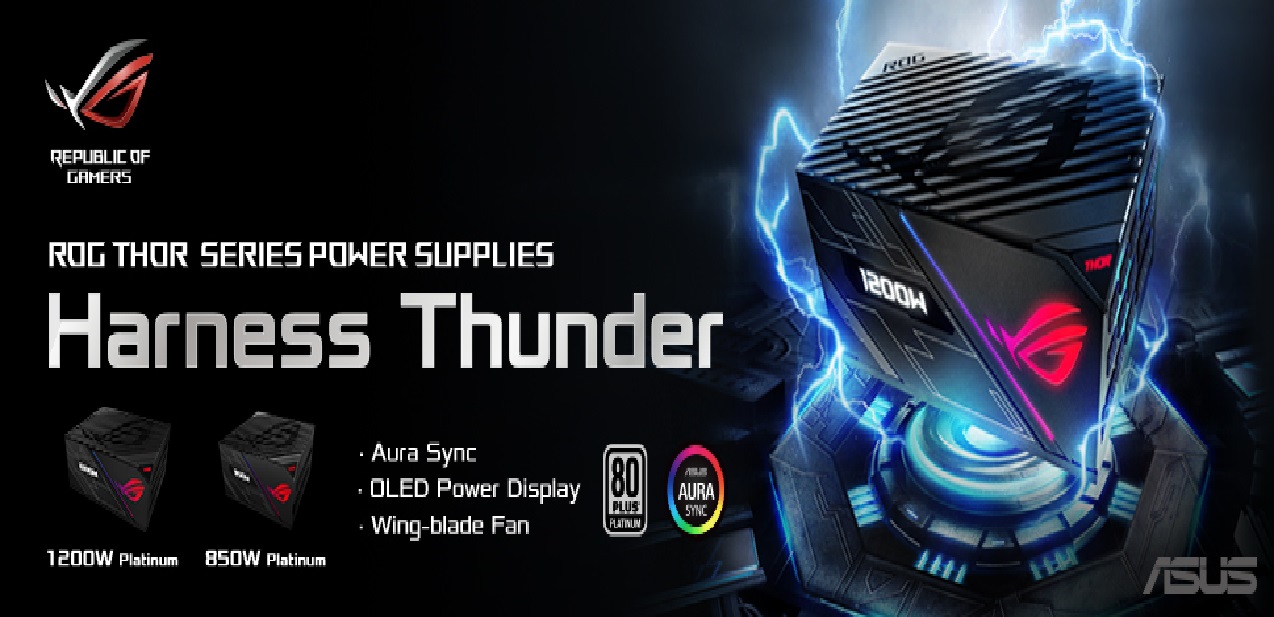 REPUBLIC OF
GAMERS
ROG THOR SERIES POWER SUPPLIES
Harness Thunder
· Aura Sync
· OLED Power Display
· Wing-blade Fan
80
PLUS
PLATINUM
ASUS
AURA
SYNC
1200W Platinum
850W Platinum
ROG
1200W
THOR
ASUS